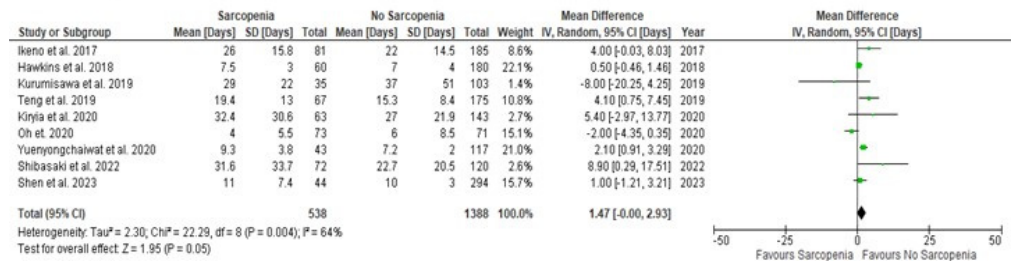 Sarcopenia No Sarcopenia Mean Difference Mean Difference
Study or Subgroup Mean [Days] SD [Days] Total Mean [Days] SD [Days] Total Weight IV, Random, 95% CI [Days] Year IV, Random, 95% CI [Days]
Ikeno et al. 2017 26 15.8 81 22 14.5 185 8.6% 4.00 [-0.03, 8.03] 2017
Hawkins et al. 2018 7.5 3 60 7 4 180 22.1% 0.50 [-0.46, 1.46] 2018
Kurumisawa et al. 2019 29 22 35 37 51 103 1.4% -8.00 [-20.25, 4.25] 2019
Teng et al. 2019 19.4 13 67 15.3 8.4 175 10.8% 4.10 [0.75, 7.45] 2019
Kiryia et al. 2020 32.4 30.6 63 27 21.9 143 2.7% 5.40 [-2.97, 13.77] 2020
Oh et. 2020 4 5.5 73 6 8.5 71 15.0% -2.00 [-4.35, 0.35] 2020
Yuenyongchaiwat et al. 2020 9.3 3.8 43 7.2 2 117 21.0% 2.10 [0.91, 3.29] 2020
Shibasaki et al. 2022 31.6 33.7 72 22.7 20.5 120 2.6% 8.90 [0.29, 17.51] 2022
Shen et al. 2023 11 7.4 44 10 3 294 15.7% 1.00 [-1.21, 3.21] 2023
Total (95% CI) 538 1388 100.0% 1.47 [-0.00, 2.93]
Heterogeneity: Tau² = 2.30; Chi² = 22.29, df = 8 (P = 0.004); I² = 64%
Test for overall effect: Z = 1.95 (P = 0.05)
-50 -25 0 25 50
Favours Sarcopenia Favours No Sarcopenia